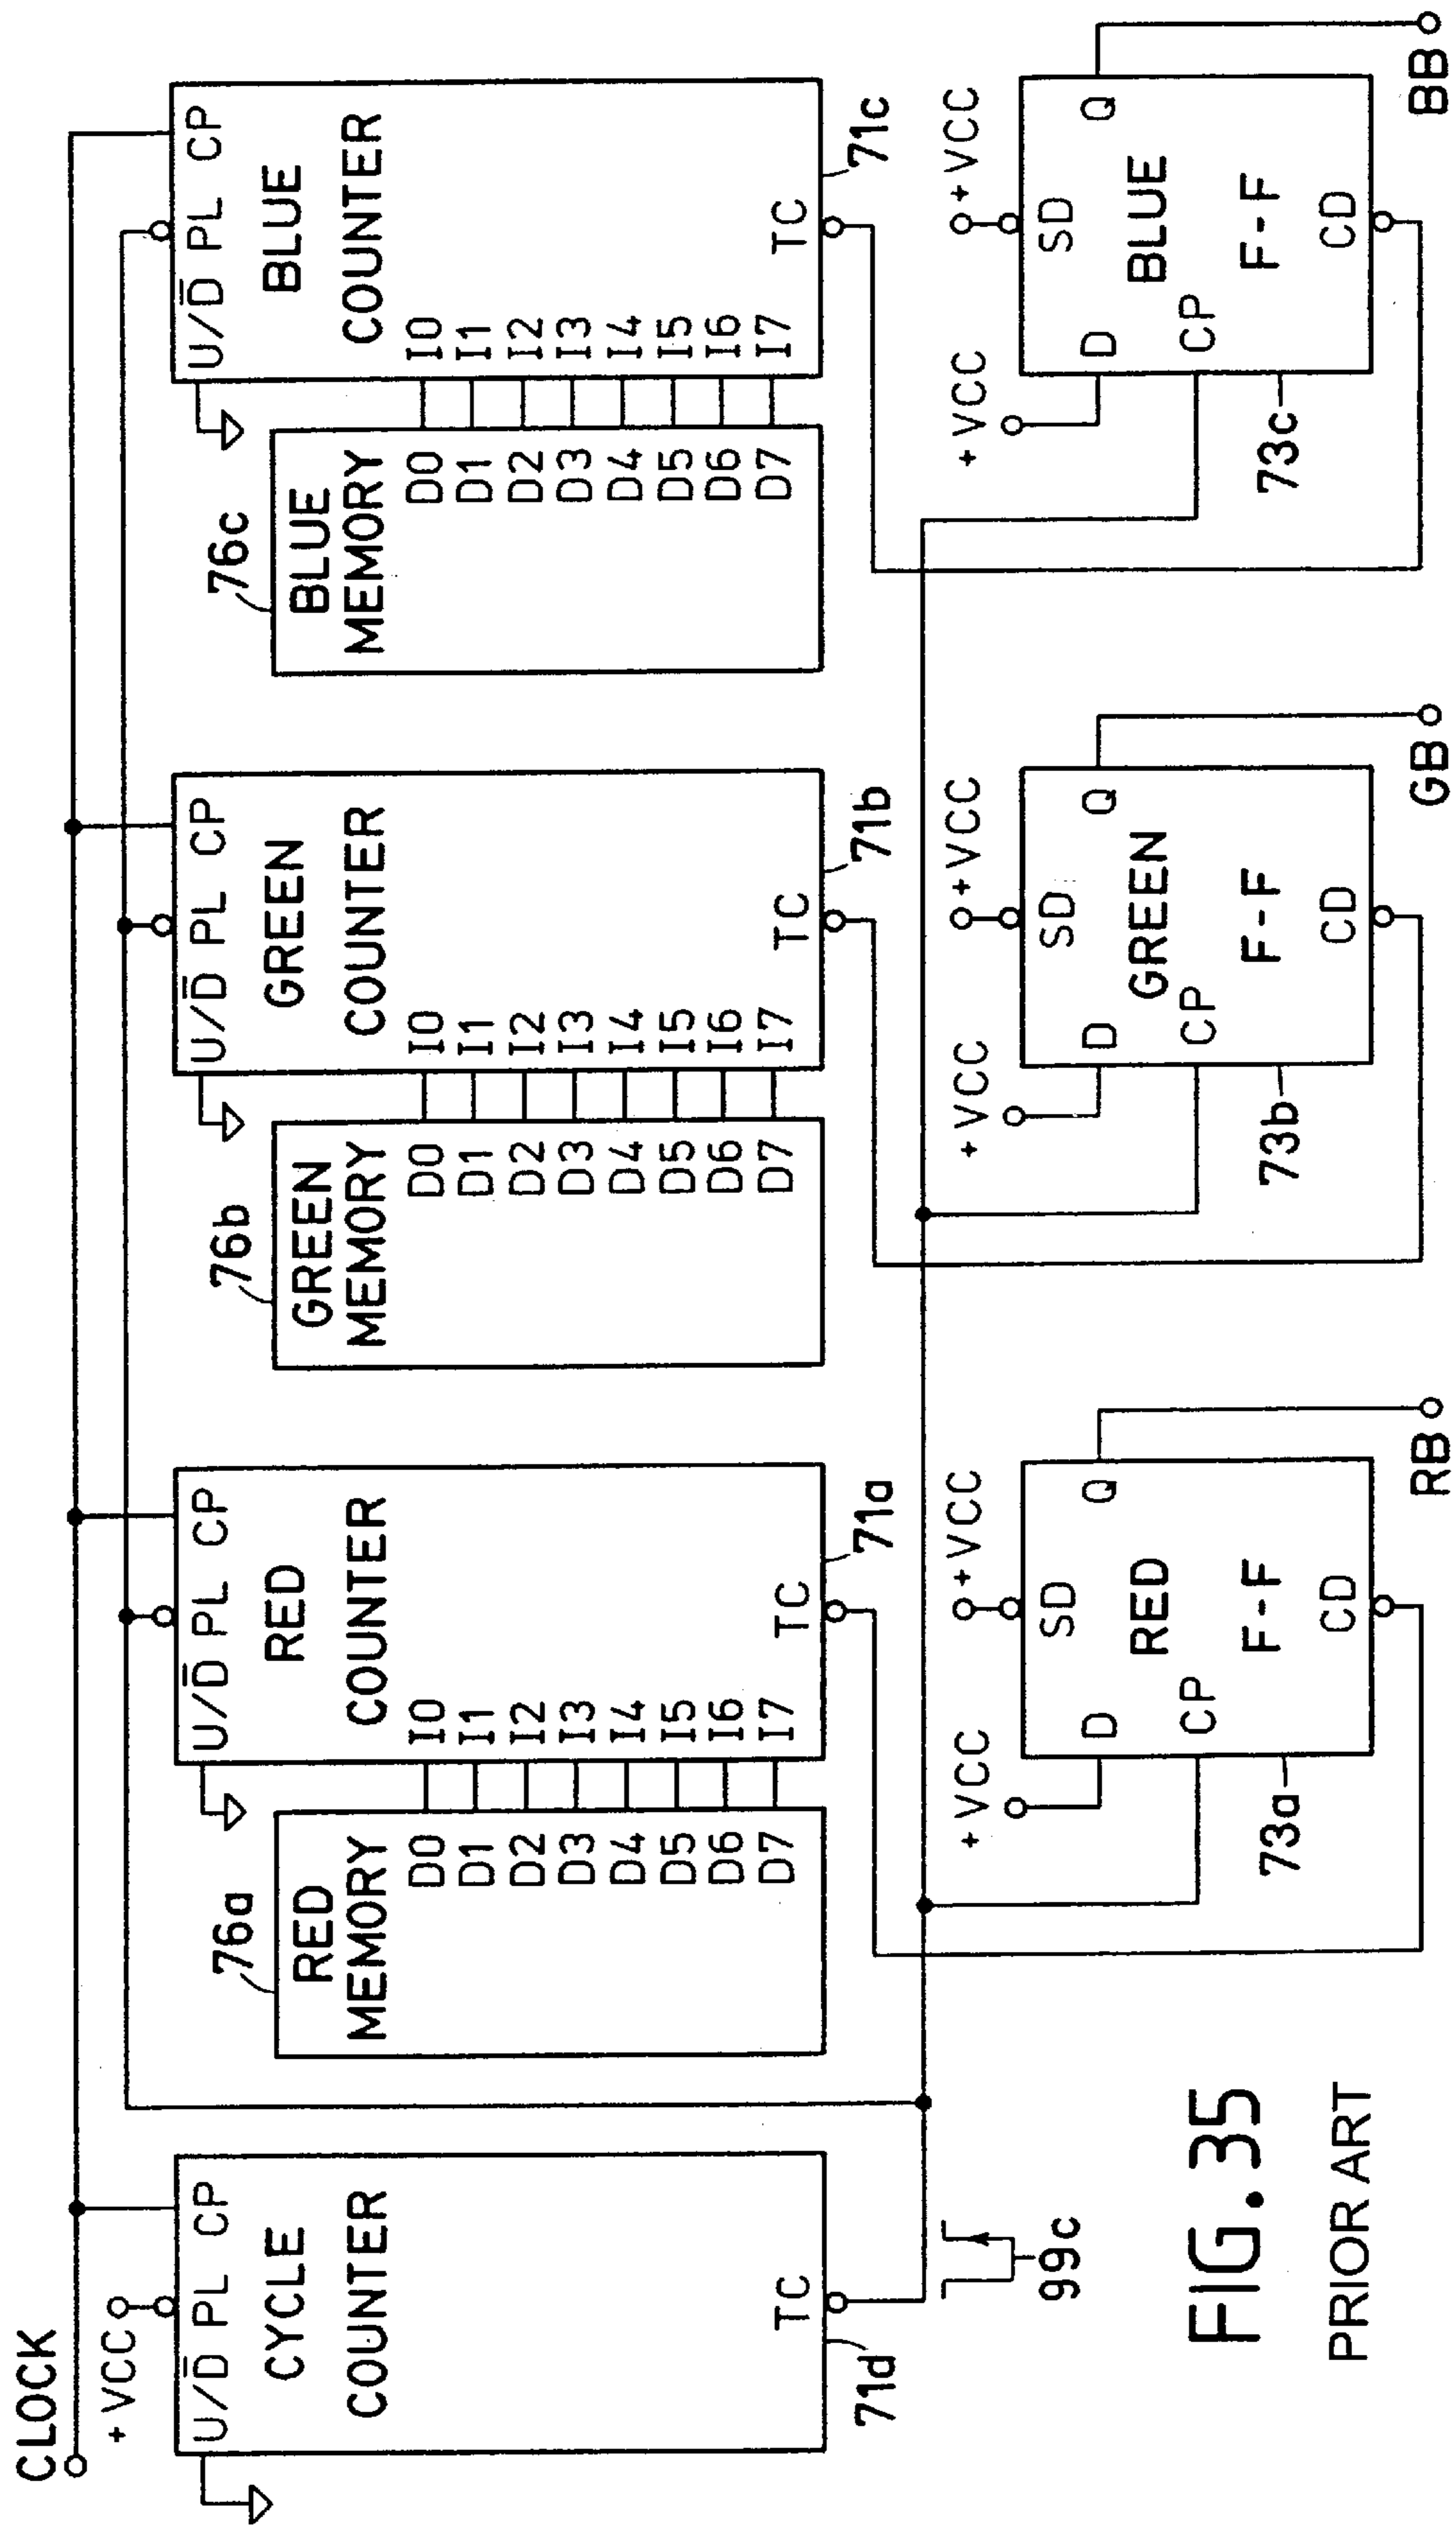 CLOCK
+VCC
U/D̅ PL CP
CYCLE
COUNTER
TC
71d
99c
76a
RED
MEMORY
D0
D1
D2
D3
D4
D5
D6
D7
U/D̅ PL CP
RED
COUNTER
I0
I1
I2
I3
I4
I5
I6
I7
TC
71a
+VCC
+VCC
SD
D
Q
RED
CP
F-F
CD
73a
RB
76b
GREEN
MEMORY
D0
D1
D2
D3
D4
D5
D6
D7
U/D̅ PL CP
GREEN
COUNTER
I0
I1
I2
I3
I4
I5
I6
I7
TC
71b
+VCC
+VCC
SD
D
Q
GREEN
CP
F-F
CD
73b
GB
76c
BLUE
MEMORY
D0
D1
D2
D3
D4
D5
D6
D7
U/D̅ PL CP
BLUE
COUNTER
I0
I1
I2
I3
I4
I5
I6
I7
TC
71c
+VCC
+VCC
SD
D
Q
BLUE
CP
F-F
CD
73c
BB
FIG. 35
PRIOR ART